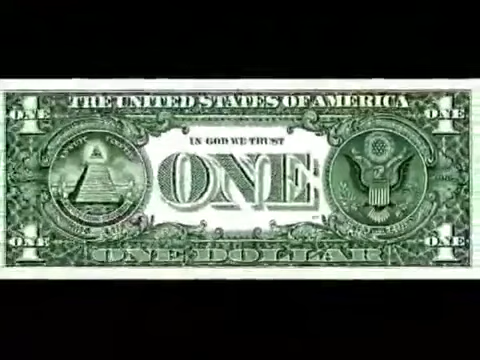 THE UNITED STATES OF AMERICA
1 ONE
ONE 1
IN GOD WE TRUST
ONE
ONE 1
1 ONE
ONE DOLLAR